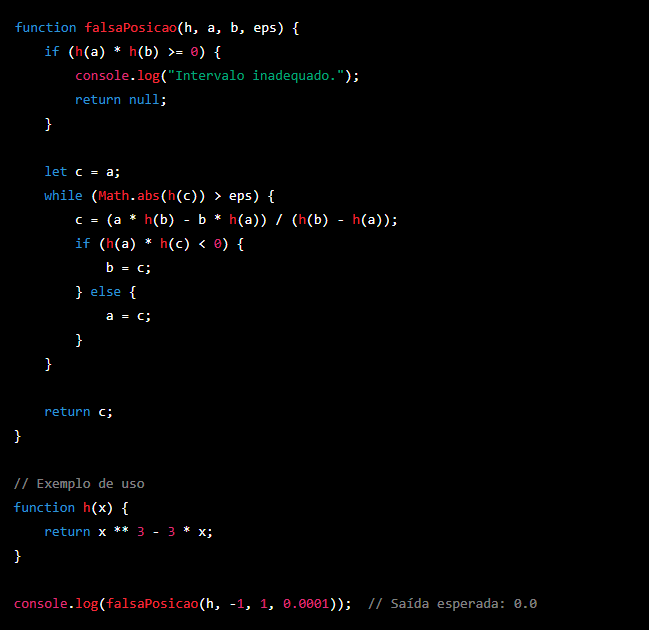 function falsaPosicao(h, a, b, eps) {
    if (h(a) * h(b) >= 0) {
        console.log("Intervalo inadequado.");
        return null;
    }

    let c = a;
    while (Math.abs(h(c)) > eps) {
        c = (a * h(b) - b * h(a)) / (h(b) - h(a));
        if (h(a) * h(c) < 0) {
            b = c;
        } else {
            a = c;
        }
    }

    return c;
}

// Exemplo de uso
function h(x) {
    return x ** 3 - 3 * x;
}

console.log(falsaPosicao(h, -1, 1, 0.0001));  // Saída esperada: 0.0